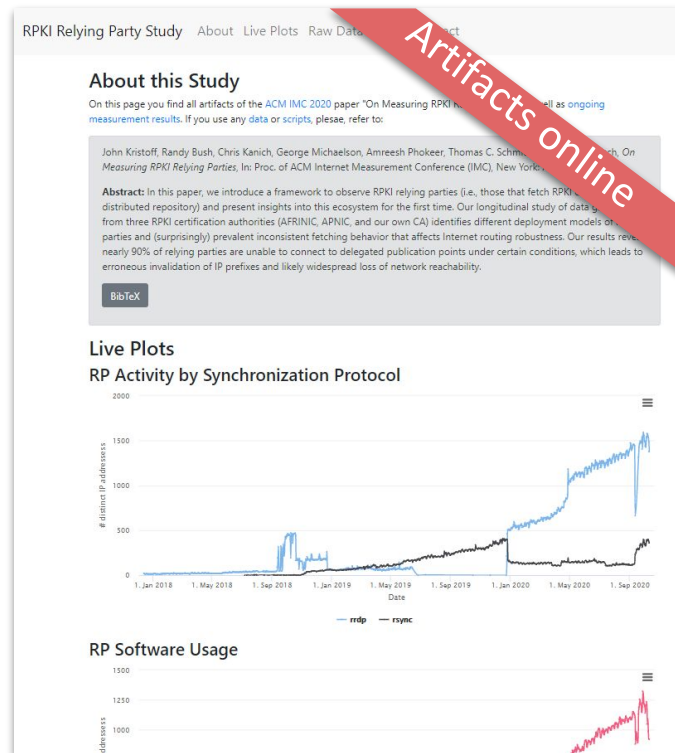 RPKI Relying Party Study About Live Plots Raw Data
Artifacts online
About this Study
On this page you find all artifacts of the ACM IMC 2020 paper "On Measuring RPKI ell as ongoing
measurement results. If you use any data or scripts, plesae, refer to:
John Kristoff, Randy Bush, Chris Kanich, George Michaelson, Amreesh Phokeer, Thomas C. On
Measuring RPKI Relying Parties, In: Proc. of ACM Internet Measurement Conference (IMC), New York
Abstract: In this paper, we introduce a framework to observe RPKI relying parties (i.e., those that fetch RPKI
distributed repository) and present insights into this ecosystem for the first time. Our longitudinal study of data
from three RPKI certification authorities (AFRINIC, APNIC, and our own CA) identifies different deployment models of
parties and (surprisingly) prevalent inconsistent fetching behavior that affects Internet routing robustness. Our results
nearly 90% of relying parties are unable to connect to delegated publication points under certain conditions, which leads to
erroneous invalidation of IP prefixes and likely widespread loss of network reachability.
BibTeX
Live Plots
RP Activity by Synchronization Protocol
2000
1500
1000
500
0
# distinct IP addressess
1. Jan 2018 1. May 2018 1. Sep 2018 1. Jan 2019 1. May 2019 1. Sep 2019 1. Jan 2020 1. May 2020 1. Sep 2020
Date
rrdp rsync
RP Software Usage
1500
1250
1000
ddressess